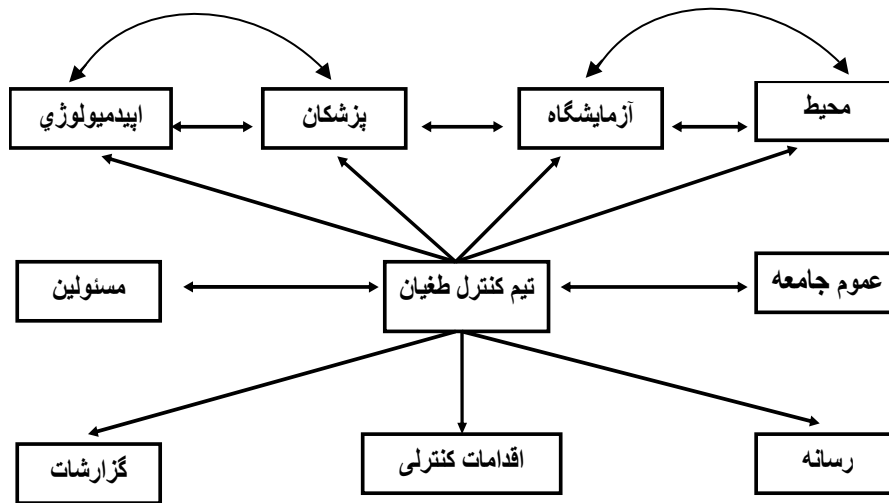 محیط
آزمایشگاه
پزشکان
اپیدمیولوژي
عموم جامعه
تیم کنترل طغیان
مسئولین
رسانه
اقدامات کنترلی
گزارشات